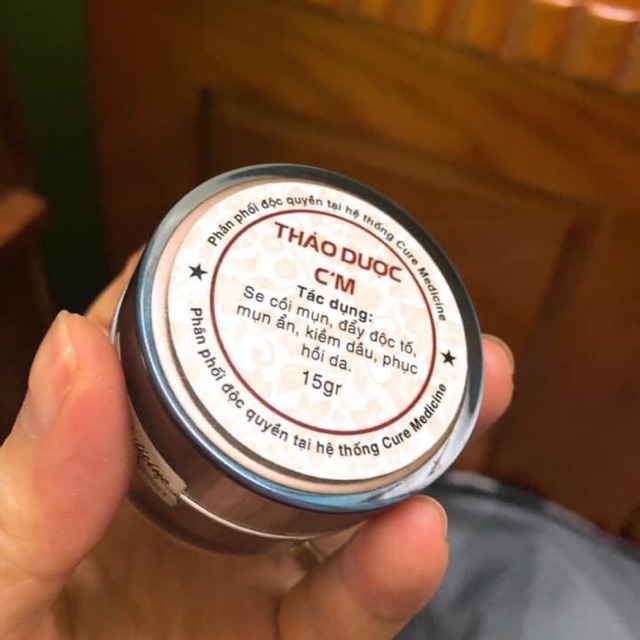 Phân phối độc quyền tại hệ thống Cure Medicine
THẢO DƯỢC
C'M
Tác dụng:
Se cồi mụn, đẩy độc tố,
mụn ẩn, kiềm dầu, phục
hồi da.
15gr
Phân phối độc quyền tại hệ thống Cure Medicine